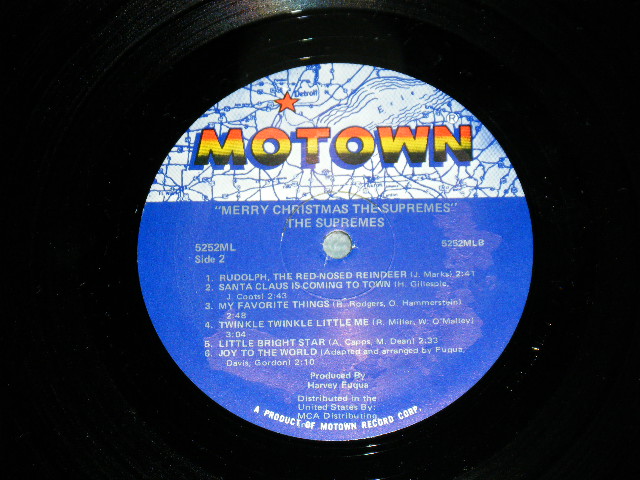 Detroit
ERIE
MOTOWN®
"MERRY CHRISTMAS THE SUPREMES"
THE SUPREMES
5252ML
5252MLB
Side 2
1. RUDOLPH, THE RED-NOSED REINDEER (J. Marks) 2:41
2. SANTA CLAUS IS COMING TO TOWN (H. Gillespie,
J. Coots) 2:43
3. MY FAVORITE THINGS (R. Rodgers, O. Hammerstein)
2:48
4. TWINKLE TWINKLE LITTLE ME (R. Miller, W. O'Malley)
3:04
5. LITTLE BRIGHT STAR (A. Capps, M. Dean) 2:33
6. JOY TO THE WORLD (Adapted and arranged by Fuqua,
Davis, Gordon) 2:10
Produced By
Harvey Fuqua
Distributed in the
United States By:
MCA Distributing
A PRODUCT OF MOTOWN RECORD CORP.